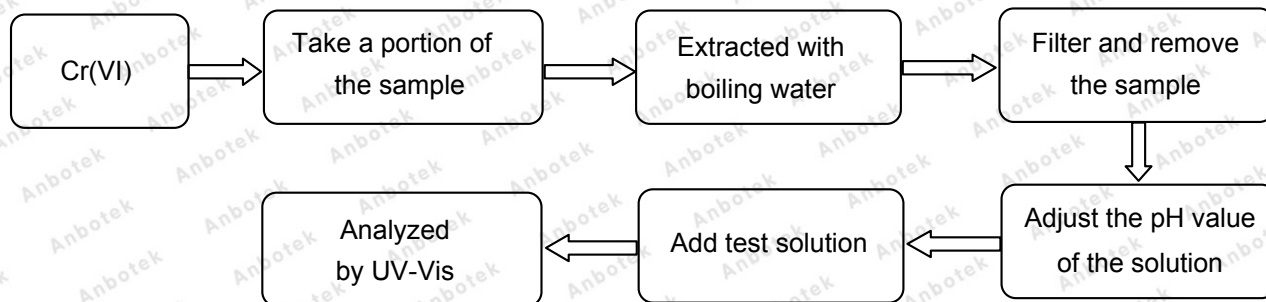 Cr(VI)
Take a portion of
the sample
Extracted with
boiling water
Filter and remove
the sample
Adjust the pH value
of the solution
Add test solution
Analyzed
by UV-Vis
Anbotek